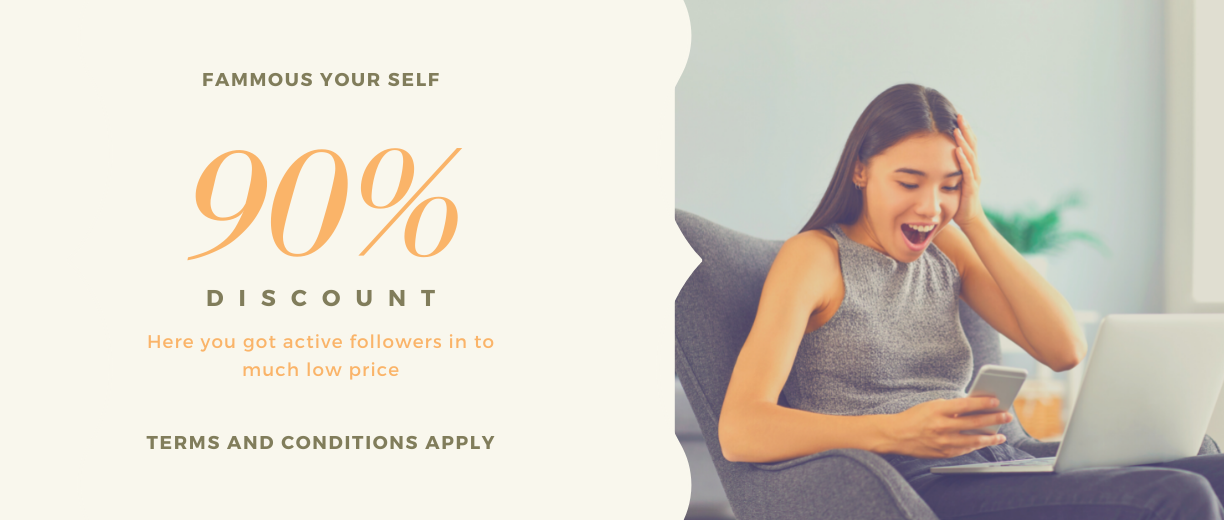 FAMMOUS YOUR SELF
90%
DISCOUNT
Here you got active followers in to
much low price
TERMS AND CONDITIONS APPLY